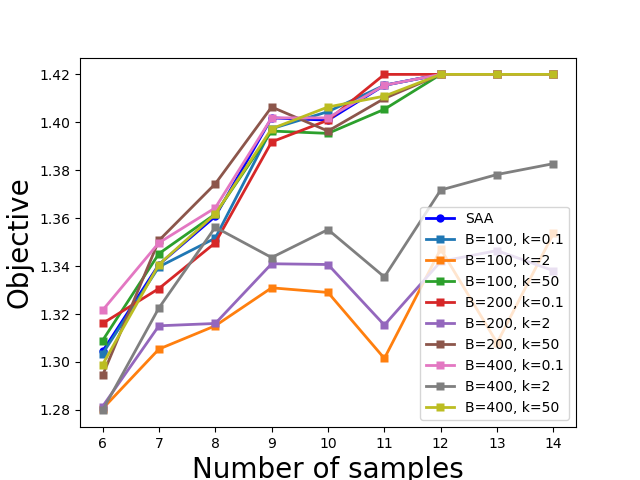 1.42
1.40
1.38
1.36
1.34
1.32
1.30
1.28
Objective
6 7 8 9 10 11 12 13 14
Number of samples
SAA
B=100, k=0.1
B=100, k=2
B=100, k=50
B=200, k=0.1
B=200, k=2
B=200, k=50
B=400, k=0.1
B=400, k=2
B=400, k=50